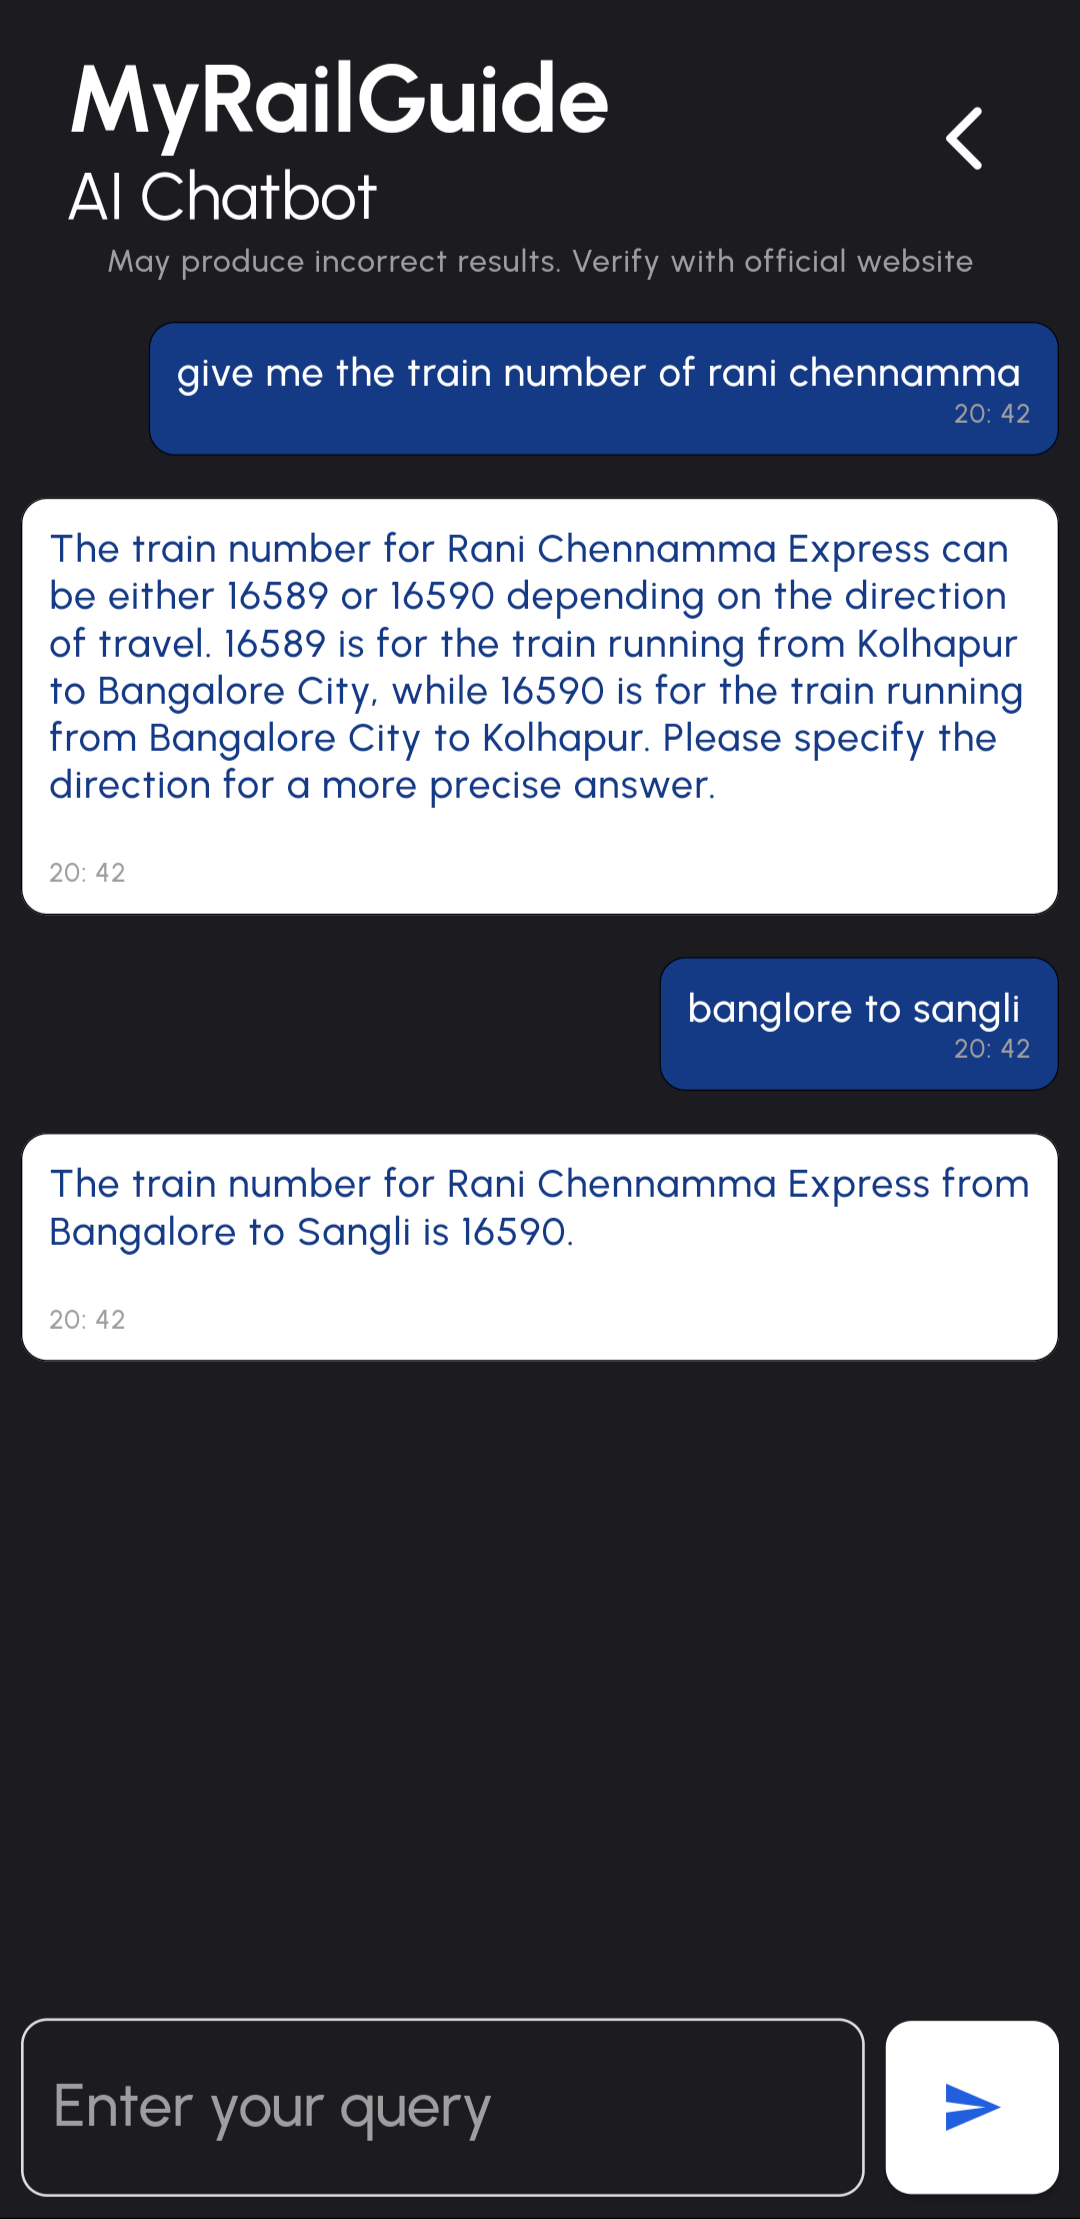 MyRailGuide
AI Chatbot
May produce incorrect results. Verify with official website
give me the train number of rani chennamma
20: 42
The train number for Rani Chennamma Express can
be either 16589 or 16590 depending on the direction
of travel. 16589 is for the train running from Kolhapur
to Bangalore City, while 16590 is for the train running
from Bangalore City to Kolhapur. Please specify the
direction for a more precise answer.
20: 42
banglore to sangli
20: 42
The train number for Rani Chennamma Express from
Bangalore to Sangli is 16590.
20: 42
Enter your query